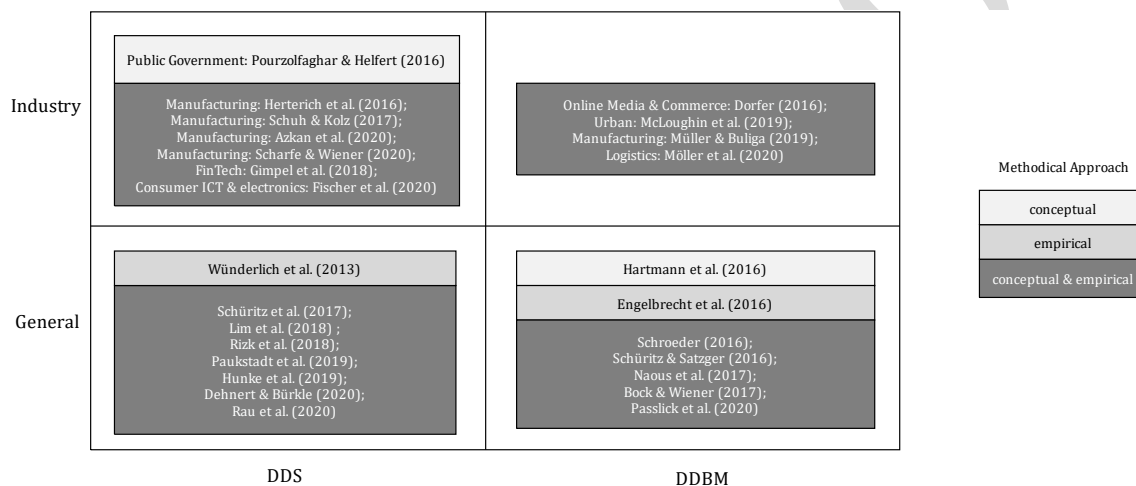 Industry
Public Government: Pourzolfaghar & Helfert (2016)
Manufacturing: Herterich et al. (2016);
Manufacturing: Schuh & Kolz (2017);
Manufacturing: Azkan et al. (2020);
Manufacturing: Scharfe & Wiener (2020);
FinTech: Gimpel et al. (2018);
Consumer ICT & electronics: Fischer et al. (2020)
Online Media & Commerce: Dorfer (2016);
Urban: McLoughin et al. (2019);
Manufacturing: Müller & Buliga (2019);
Logistics: Möller et al. (2020)
General
Wünderlich et al. (2013)
Schüritz et al. (2017);
Lim et al. (2018) ;
Rizk et al. (2018);
Paukstadt et al. (2019);
Hunke et al. (2019);
Dehnert & Bürkle (2020);
Rau et al. (2020)
Hartmann et al. (2016)
Engelbrecht et al. (2016)
Schroeder (2016);
Schüritz & Satzger (2016);
Naous et al. (2017);
Bock & Wiener (2017);
Passlick et al. (2020)
DDS
DDBM
Methodical Approach
conceptual
empirical
conceptual & empirical